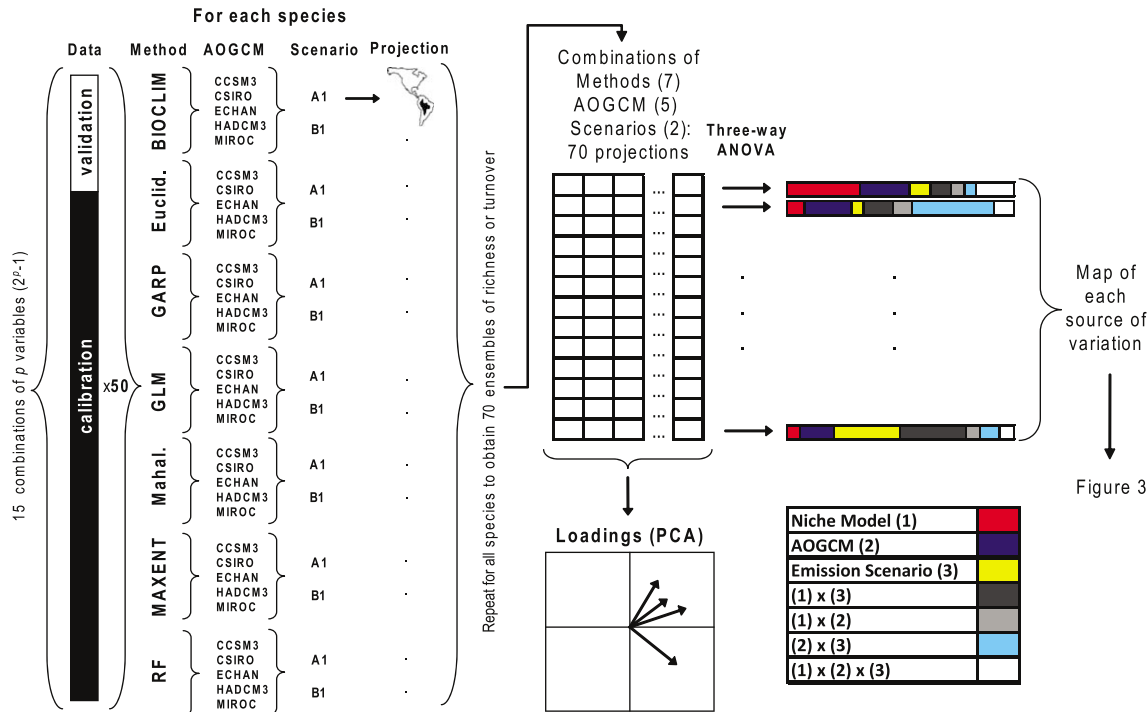 For each species
Data Method AOGCM Scenario Projection
15 combinations of p variables (2^p-1)
validation
calibration
x50
BIOCLIM
CCSM3
CSIRO
ECHAN
HADCM3
MIROC
A1
B1
Euclid.
CCSM3
CSIRO
ECHAN
HADCM3
MIROC
A1
B1
GARP
CCSM3
CSIRO
ECHAN
HADCM3
MIROC
A1
B1
GLM
CCSM3
CSIRO
ECHAN
HADCM3
MIROC
A1
B1
Mahal.
CCSM3
CSIRO
ECHAN
HADCM3
MIROC
A1
B1
MAXENT
CCSM3
CSIRO
ECHAN
HADCM3
MIROC
A1
B1
RF
CCSM3
CSIRO
ECHAN
HADCM3
MIROC
A1
B1
Repeat for all species to obtain 70 ensembles of richness or turnover
Combinations of
Methods (7)
AOGCM (5)
Scenarios (2):
70 projections
...
...
...
...
...
...
...
...
...
...
...
...
...
Three-way
ANOVA
Map of
each
source of
variation
Figure 3
Loadings (PCA)
Niche Model (1)
AOGCM (2)
Emission Scenario (3)
(1) x (3)
(1) x (2)
(2) x (3)
(1) x (2) x (3)